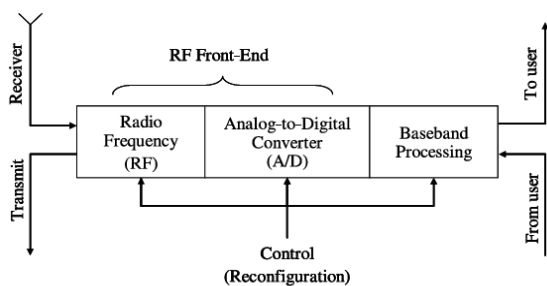 RF Front-End
Receiver
To user
Radio
Frequency
(RF)
Analog-to-Digital
Converter
(A/D)
Baseband
Processing
Transmit
From user
Control
(Reconfiguration)